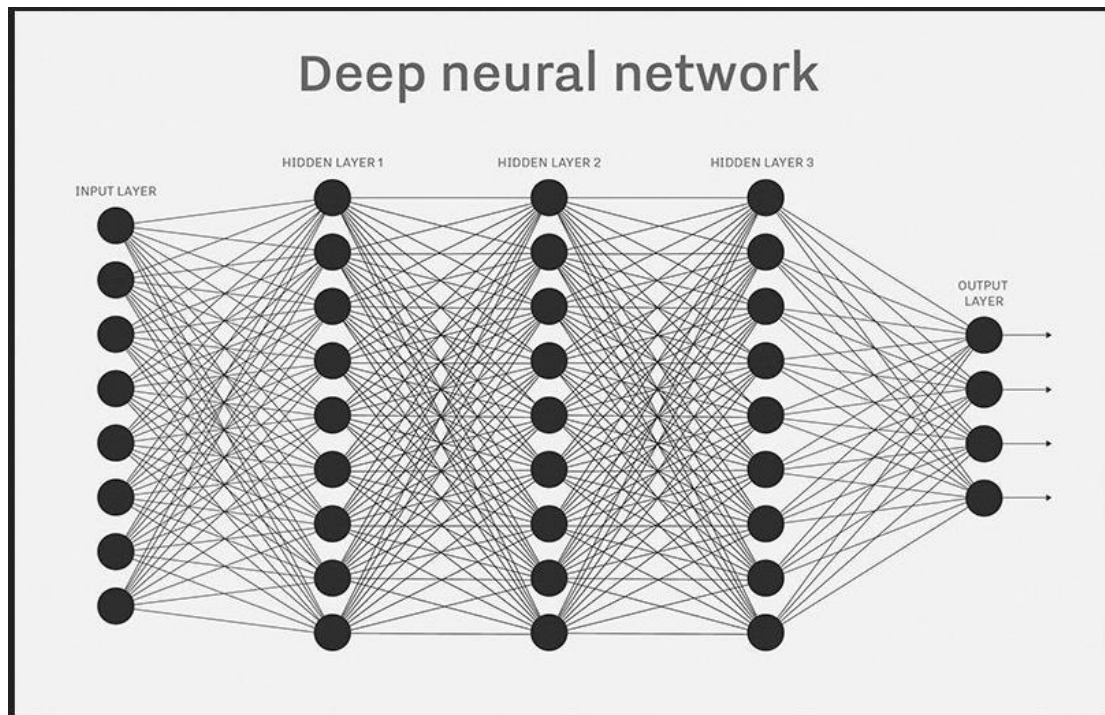 Deep neural network
HIDDEN LAYER 1
HIDDEN LAYER 2
HIDDEN LAYER 3
INPUT LAYER
OUTPUT
LAYER